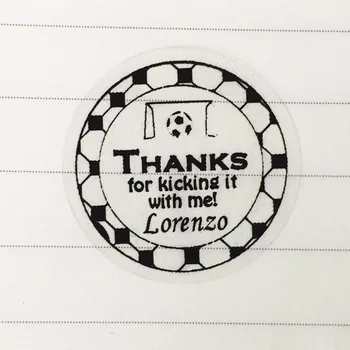 THANKS
for kicking it
with me!
Lorenzo